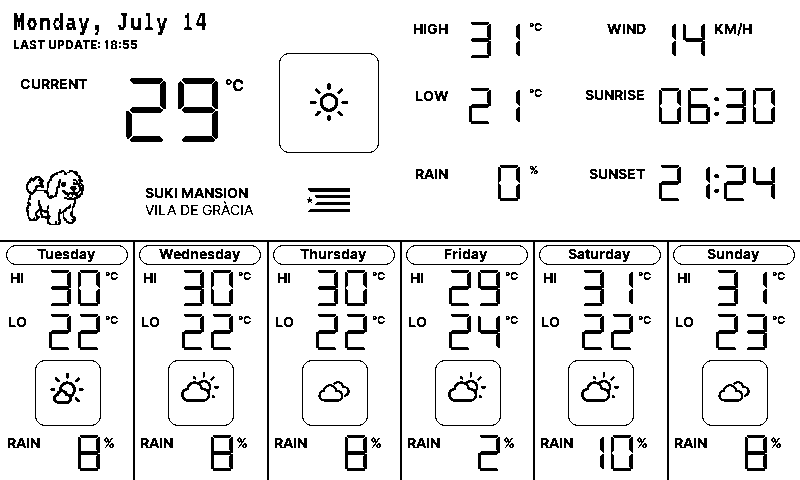 Monday, July 14
LAST UPDATE: 18:55
CURRENT 29 °C
SUKI MANSION
VILA DE GRÀCIA
HIGH 31 °C
LOW 21 °C
RAIN 0 %
WIND 14 KM/H
SUNRISE 06:30
SUNSET 21:24
Tuesday
HI 30 °C
LO 22 °C
RAIN 8 %
Wednesday
HI 30 °C
LO 22 °C
RAIN 8 %
Thursday
HI 30 °C
LO 22 °C
RAIN 8 %
Friday
HI 29 °C
LO 24 °C
RAIN 2 %
Saturday
HI 31 °C
LO 22 °C
RAIN 10 %
Sunday
HI 31 °C
LO 23 °C
RAIN 8 %